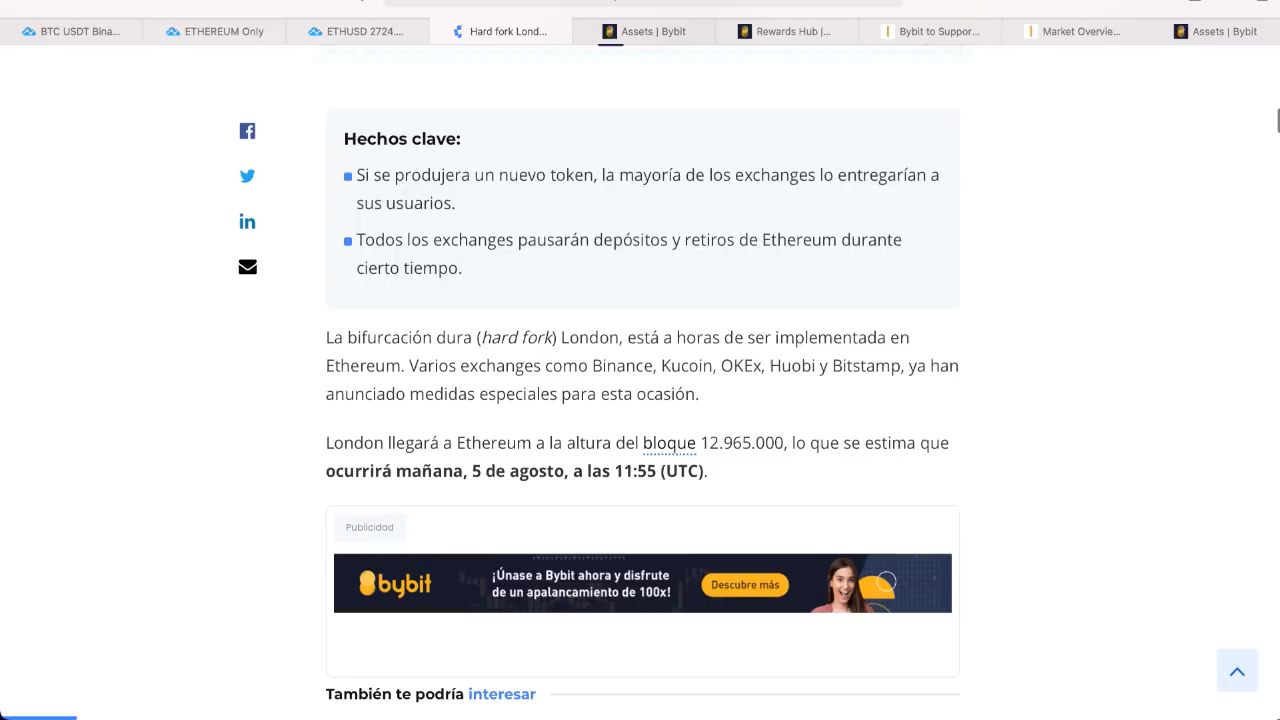 BTC USDT Bina...
ETHEREUM Only
ETHUSD 2724....
Hard fork Lond...
Assets | Bybit
Rewards Hub |...
Bybit to Suppor...
Market Overvie...
Assets | Bybit
Hechos clave:
Si se produjera un nuevo token, la mayoría de los exchanges lo entregarían a
sus usuarios.
Todos los exchanges pausarán depósitos y retiros de Ethereum durante
cierto tiempo.
La bifurcación dura (hard fork) London, está a horas de ser implementada en
Ethereum. Varios exchanges como Binance, Kucoin, OKEx, Huobi y Bitstamp, ya han
anunciado medidas especiales para esta ocasión.
London llegará a Ethereum a la altura del bloque 12.965.000, lo que se estima que
ocurrirá mañana, 5 de agosto, a las 11:55 (UTC).
Publicidad
bybit
¡Únase a Bybit ahora y disfrute
de un apalancamiento de 100x!
Descubre más
También te podría interesar